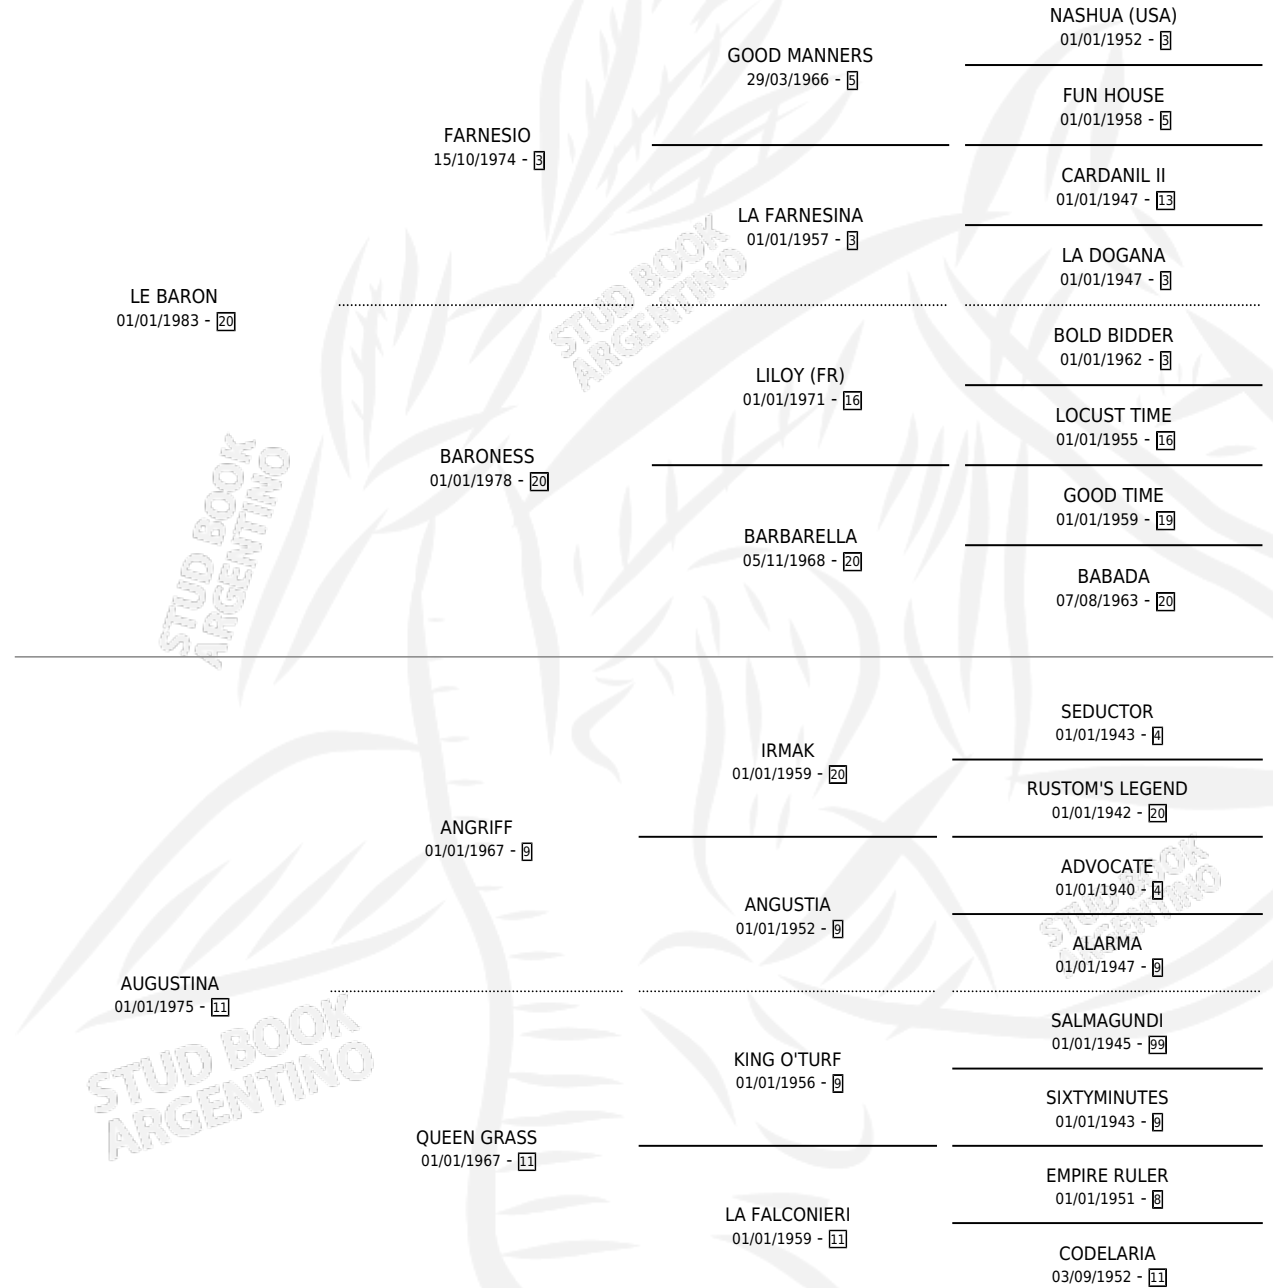 NASHUA (USA)
01/01/1952 - 3
GOOD MANNERS
29/03/1966 - 5
FUN HOUSE
01/01/1958 - 5
FARNESIO
15/10/1974 - 3
CARDANIL II
01/01/1947 - 13
LA FARNESINA
01/01/1957 - 3
LA DOGANA
01/01/1947 - 3
LE BARON
01/01/1983 - 20
BOLD BIDDER
01/01/1962 - 3
LILOY (FR)
01/01/1971 - 16
LOCUST TIME
01/01/1955 - 16
BARONESS
01/01/1978 - 20
GOOD TIME
01/01/1959 - 19
BARBARELLA
05/11/1968 - 20
BABADA
07/08/1963 - 20
SEDUCTOR
01/01/1943 - 4
IRMAK
01/01/1959 - 20
RUSTOM'S LEGEND
01/01/1942 - 20
ANGRIFF
01/01/1967 - 9
ADVOCATE
01/01/1940 - 4
ANGUSTIA
01/01/1952 - 9
ALARMA
01/01/1947 - 9
AUGUSTINA
01/01/1975 - 11
SALMAGUNDI
01/01/1945 - 99
KING O'TURF
01/01/1956 - 9
SIXTYMINUTES
01/01/1943 - 9
QUEEN GRASS
01/01/1967 - 11
EMPIRE RULER
01/01/1951 - 8
LA FALCONIERI
01/01/1959 - 11
CODELARIA
03/09/1952 - 11
STUD BOOK
ARGENTINO
STUD BOOK
ARGENTINO
STUD BOOK
ARGENTINO
STUD BOOK
ARGENTINO